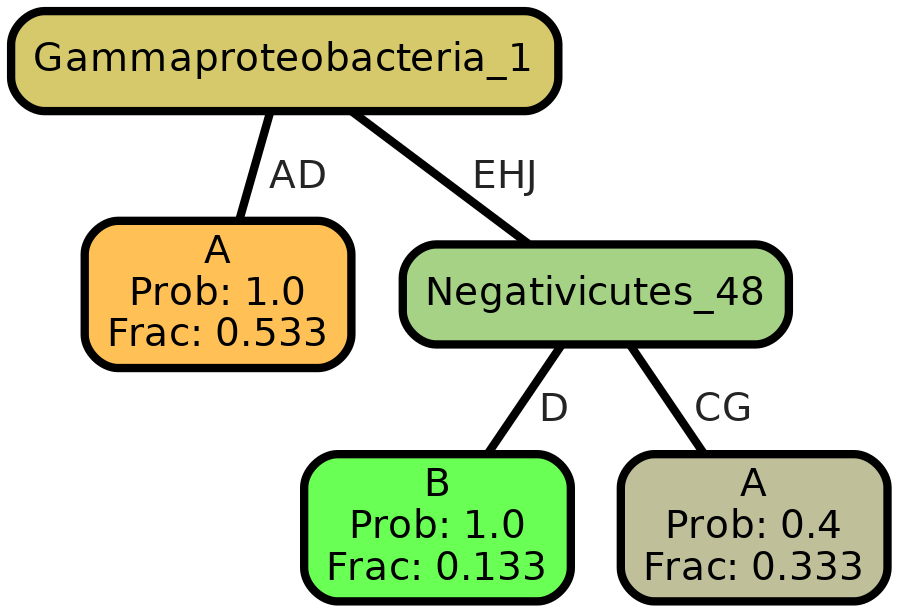 Gammaproteobacteria_1
AD
EHJ
A
Prob: 1.0
Frac: 0.533
Negativicutes_48
D
CG
B
Prob: 1.0
Frac: 0.133
A
Prob: 0.4
Frac: 0.333